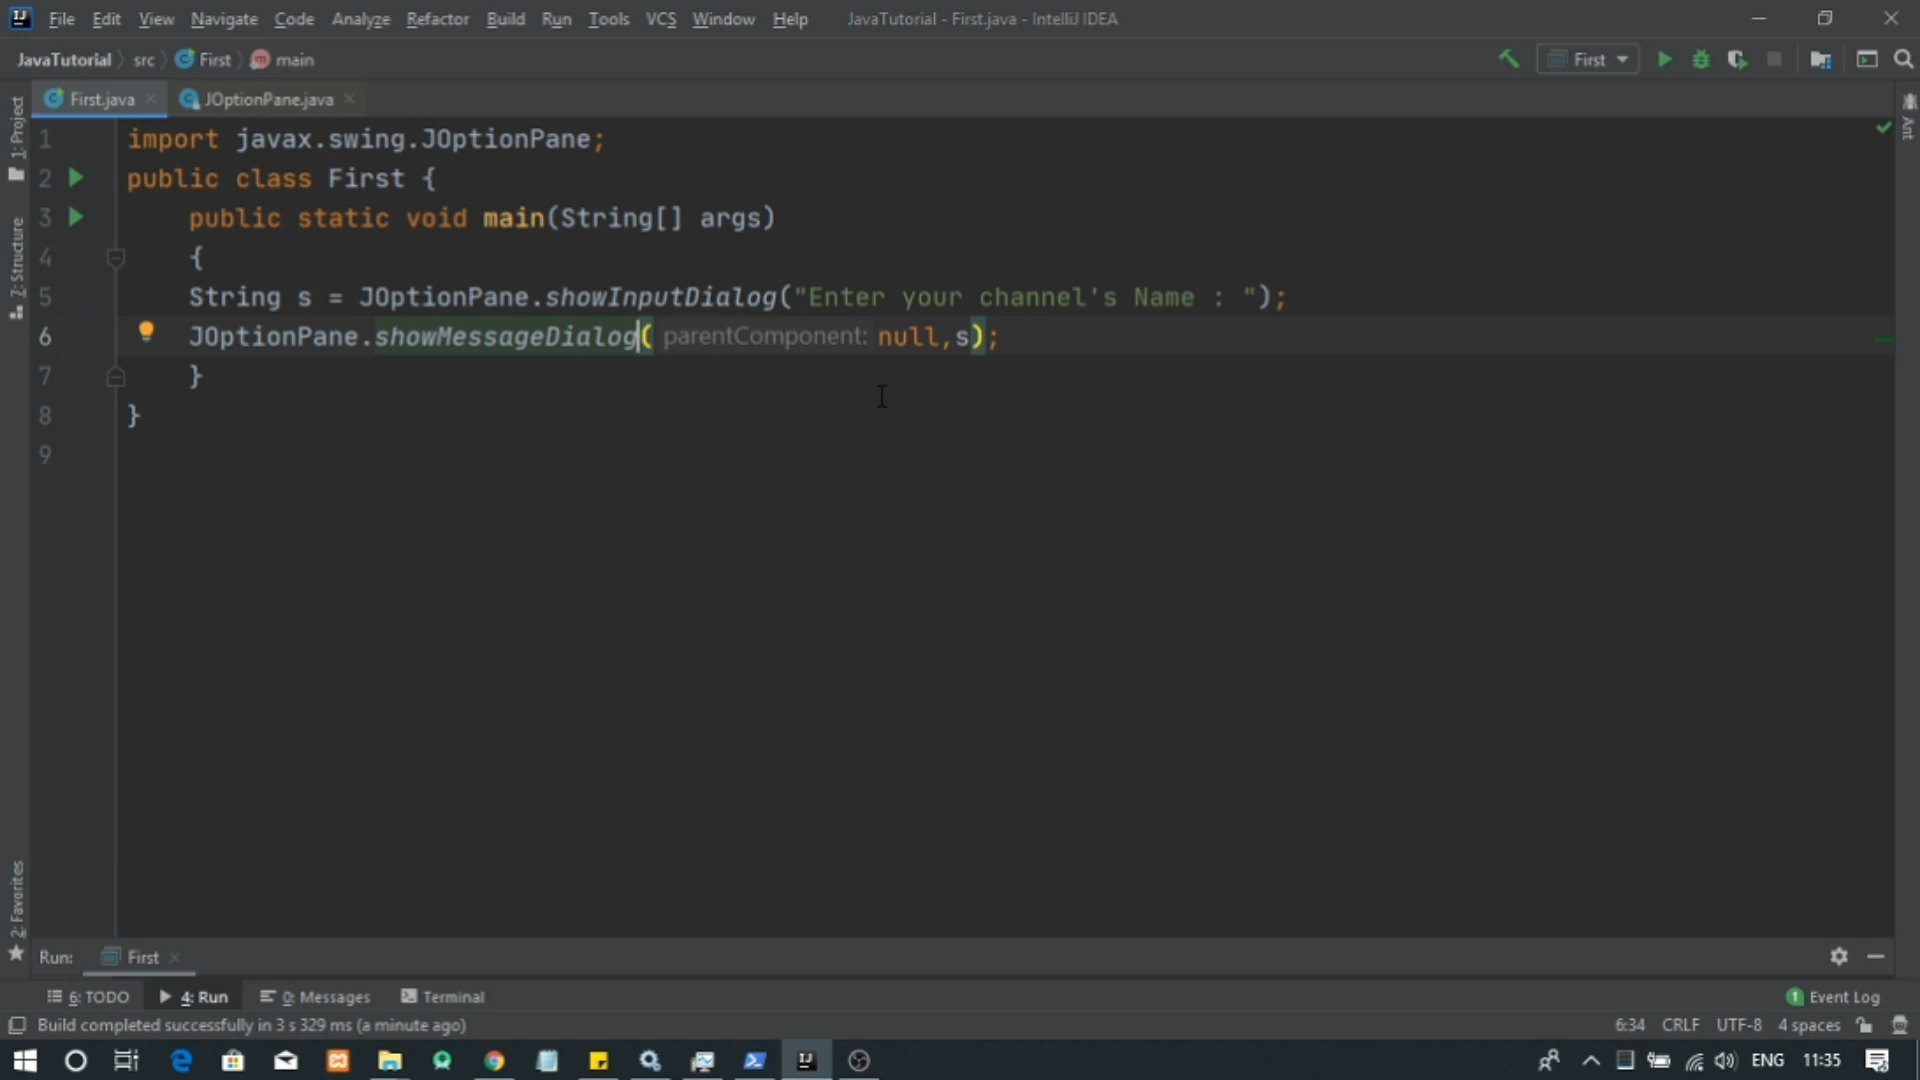 File Edit View Navigate Code Analyze Refactor Build Run Tools VCS Window Help JavaTutorial - First.java - IntelliJ IDEA
JavaTutorial src First main First
First.java JOptionPane.java
1 import javax.swing.JOptionPane;
2 public class First {
3 public static void main(String[] args)
4 {
5 String s = JOptionPane.showInputDialog("Enter your channel's Name : ");
6 JOptionPane.showMessageDialog( parentComponent: null,s);
7 }
8 }
9
1: Project
7: Structure
2: Favorites
Ant
Run: First
6: TODO 4: Run 0: Messages Terminal 1 Event Log
Build completed successfully in 3 s 329 ms (a minute ago) 6:34 CRLF UTF-8 4 spaces
ENG 11:35